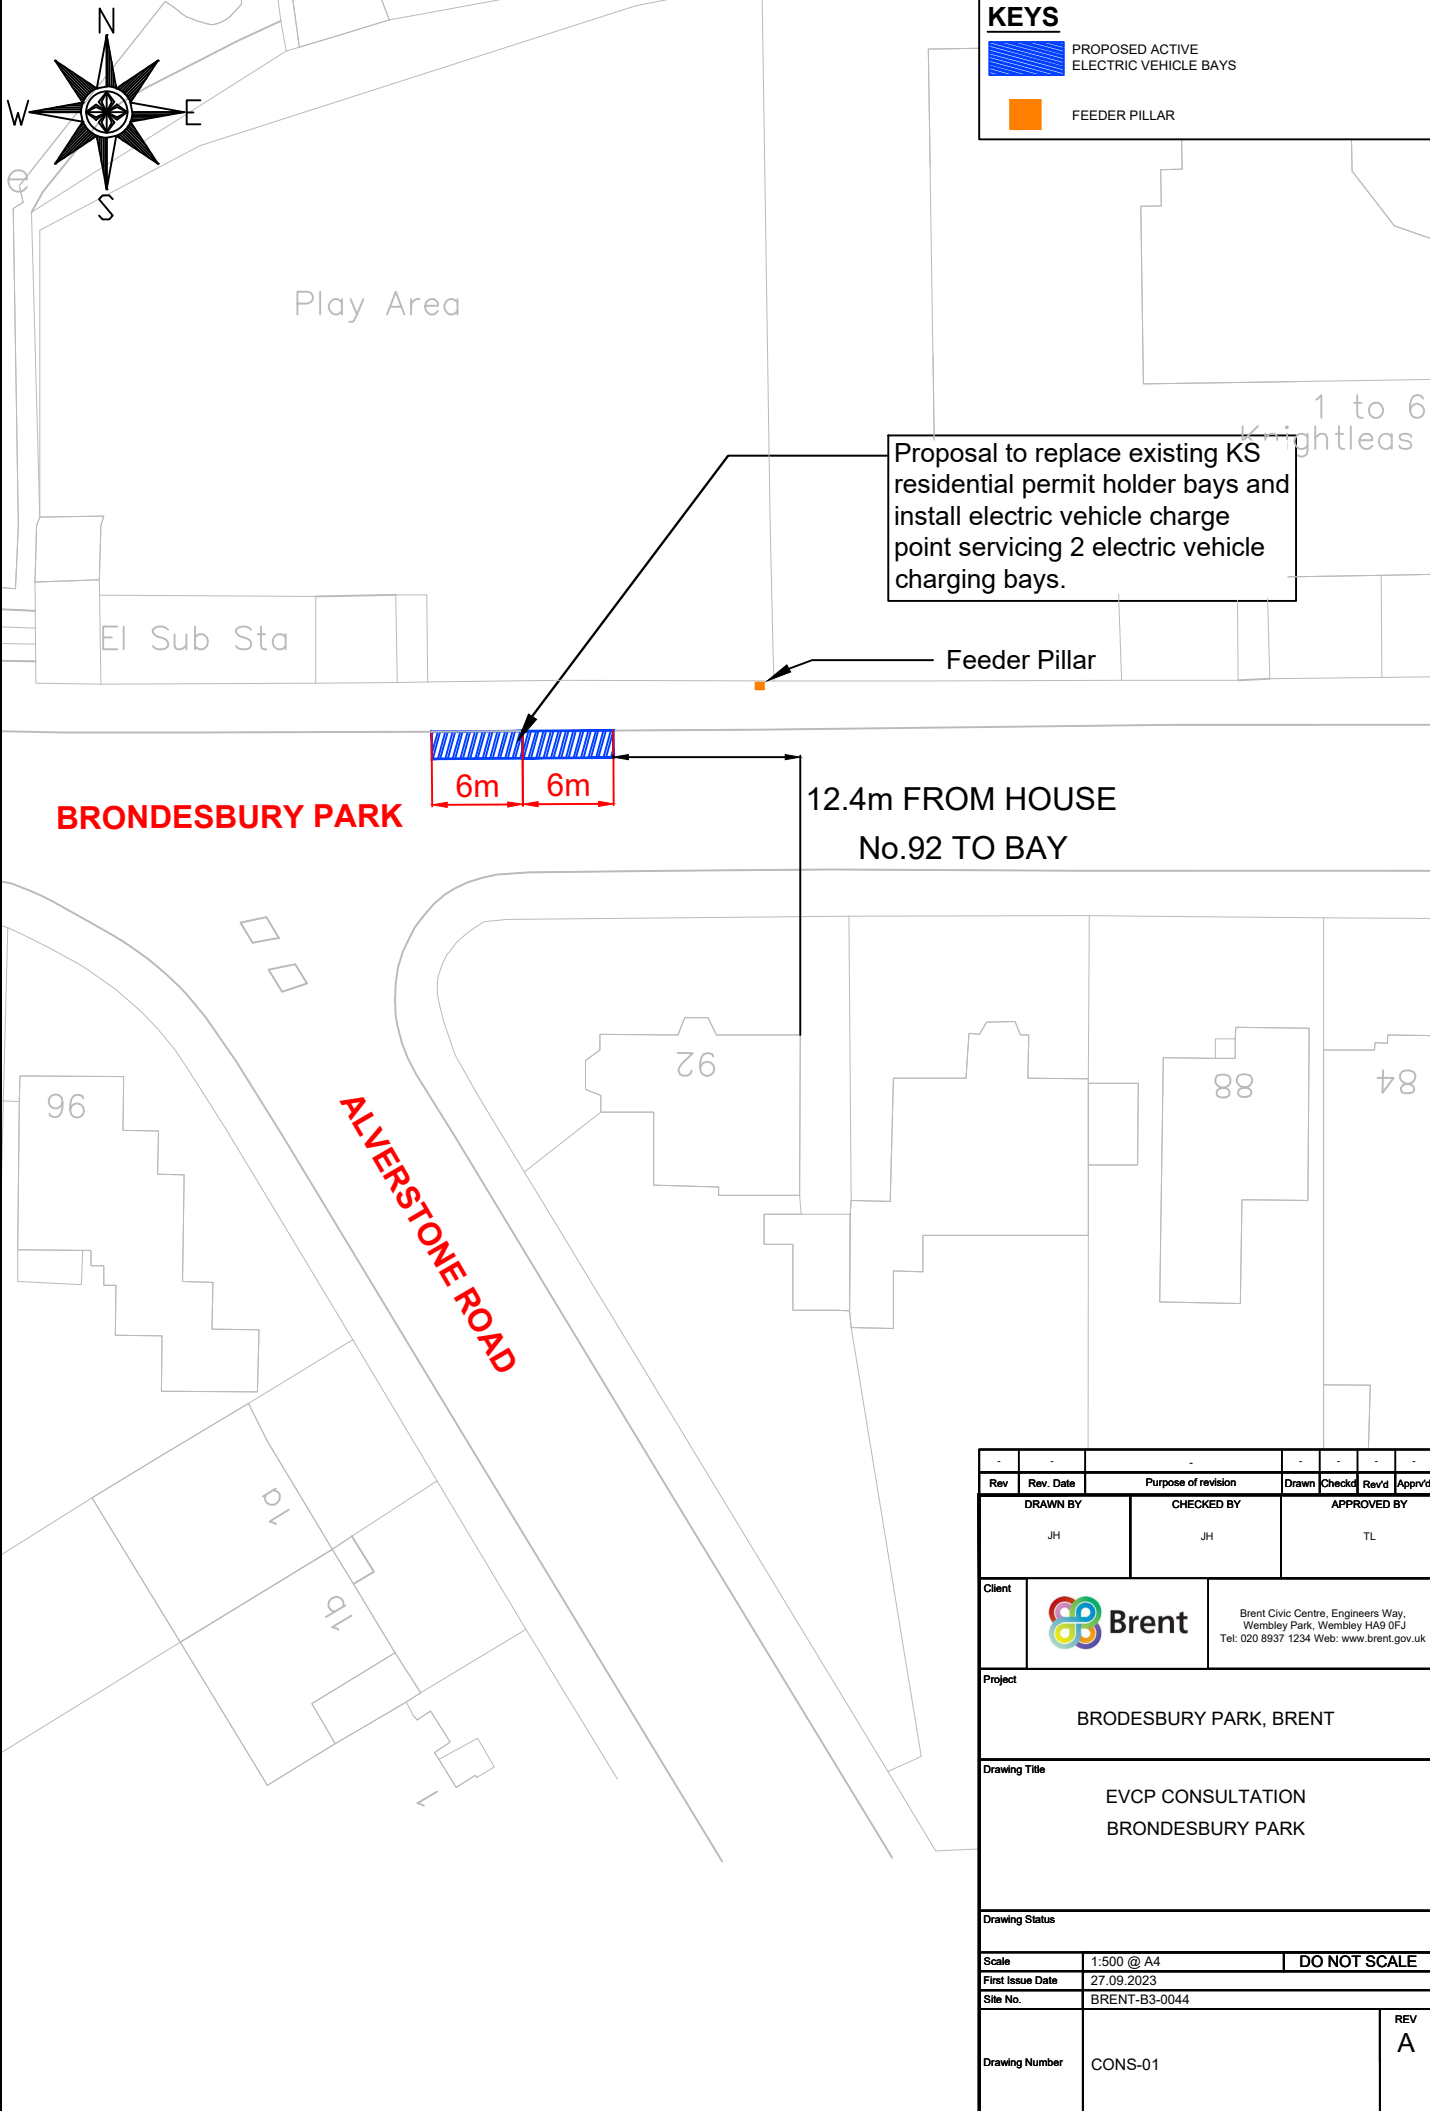 KEYS
PROPOSED ACTIVE
ELECTRIC VEHICLE BAYS
FEEDER PILLAR
N
W
E
S
e
Play Area
1 to 6
Knightleas
Proposal to replace existing KS
residential permit holder bays and
install electric vehicle charge
point servicing 2 electric vehicle
charging bays.
El Sub Sta
Feeder Pillar
6m
6m
BRONDESBURY PARK
12.4m FROM HOUSE
No.92 TO BAY
92
88
84
96
ALVERSTONE ROAD
1a
1b
1
- - - - - - -
Rev Rev. Date Purpose of revision Drawn Checkd Rev'd Apprv'd
DRAWN BY CHECKED BY APPROVED BY
JH JH TL
Client
Brent
Brent Civic Centre, Engineers Way,
Wembley Park, Wembley HA9 0FJ
Tel: 020 8937 1234 Web: www.brent.gov.uk
Project
BRODESBURY PARK, BRENT
Drawing Title
EVCP CONSULTATION
BRONDESBURY PARK
Drawing Status
Scale 1:500 @ A4 DO NOT SCALE
First Issue Date 27.09.2023
Site No. BRENT-B3-0044
REV
A
Drawing Number CONS-01